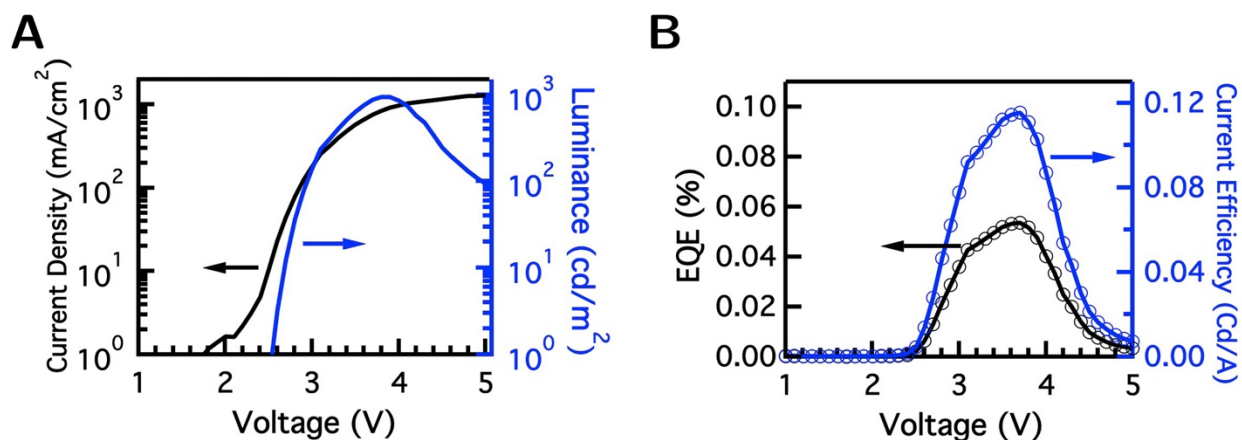 A
Current Density (mA/cm²)
10³
10²
10¹
10⁰
1 2 3 4 5
Voltage (V)
10³
10²
10¹
10⁰
Luminance (cd/m²)
B
EQE (%)
0.10
0.08
0.06
0.04
0.02
0.00
1 2 3 4 5
Voltage (V)
0.12
0.08
0.04
0.00
Current Efficiency (Cd/A)